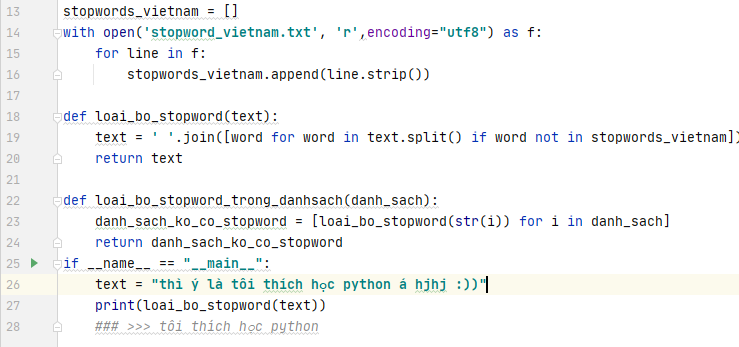 13 stopwords_vietnam = []
14 with open('stopword_vietnam.txt', 'r',encoding="utf8") as f:
15     for line in f:
16         stopwords_vietnam.append(line.strip())
17
18 def loai_bo_stopword(text):
19     text = ' '.join([word for word in text.split() if word not in stopwords_vietnam])
20     return text
21
22 def loai_bo_stopword_trong_danhsach(danh_sach):
23     danh_sach_ko_co_stopword = [loai_bo_stopword(str(i)) for i in danh_sach]
24     return danh_sach_ko_co_stopword
25 if __name__ == "__main__":
26     text = "thì ý là tôi thích học python á hjhj :))"
27     print(loai_bo_stopword(text))
28     ### >>> tôi thích học python